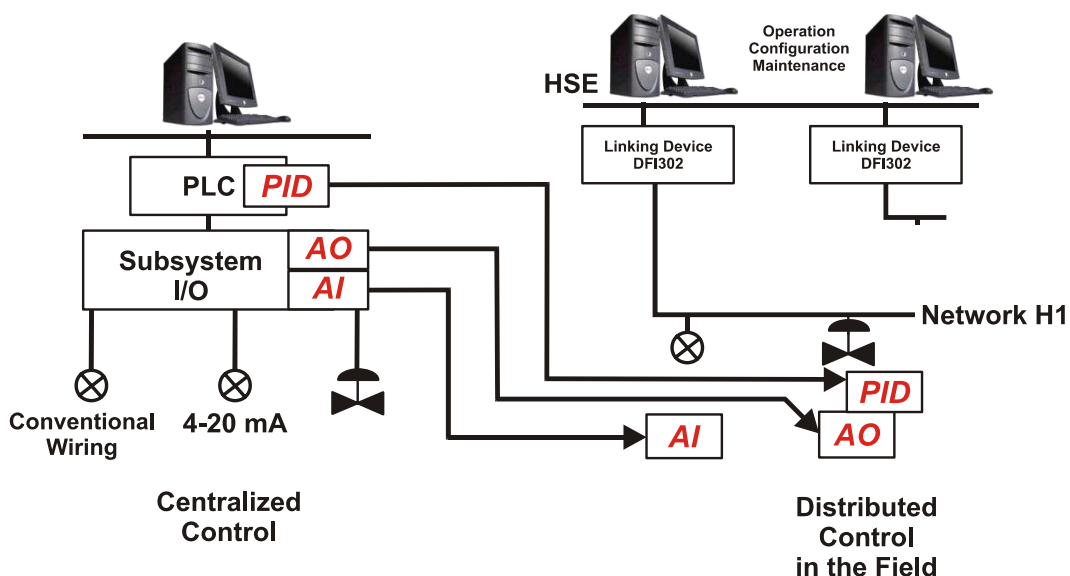 Operation
Configuration
Maintenance
HSE
Linking Device
DFI302
Linking Device
DFI302
PLC
PID
Subsystem
I/O
AO
AI
Network H1
Conventional
Wiring
4-20 mA
PID
AO
AI
Centralized
Control
Distributed
Control
in the Field